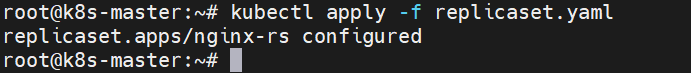 root@k8s-master:~# kubectl apply -f replicaset.yaml
replicaset.apps/nginx-rs configured
root@k8s-master:~#